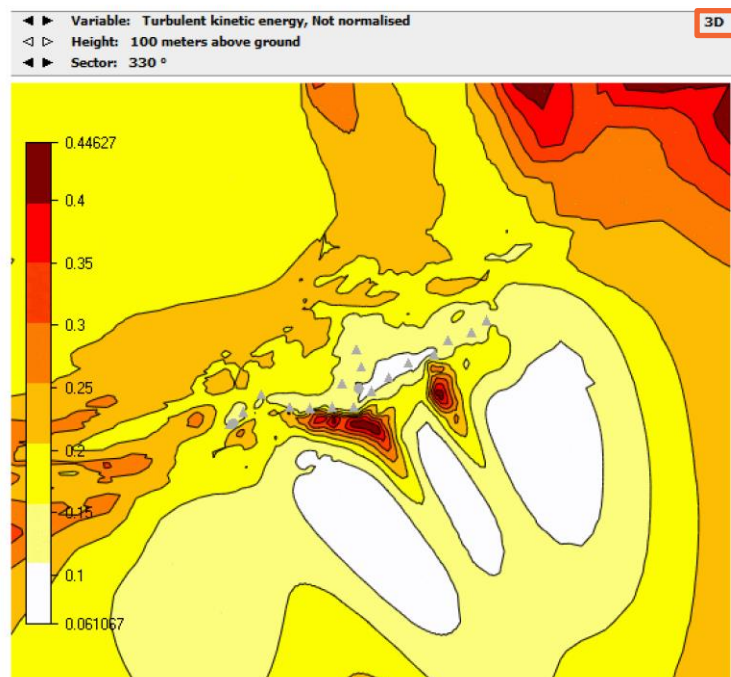 Variable: Turbulent kinetic energy, Not normalised
3D
Height: 100 meters above ground
Sector: 330 °
0.44627
0.4
0.35
0.3
0.25
0.2
0.15
0.1
0.061067